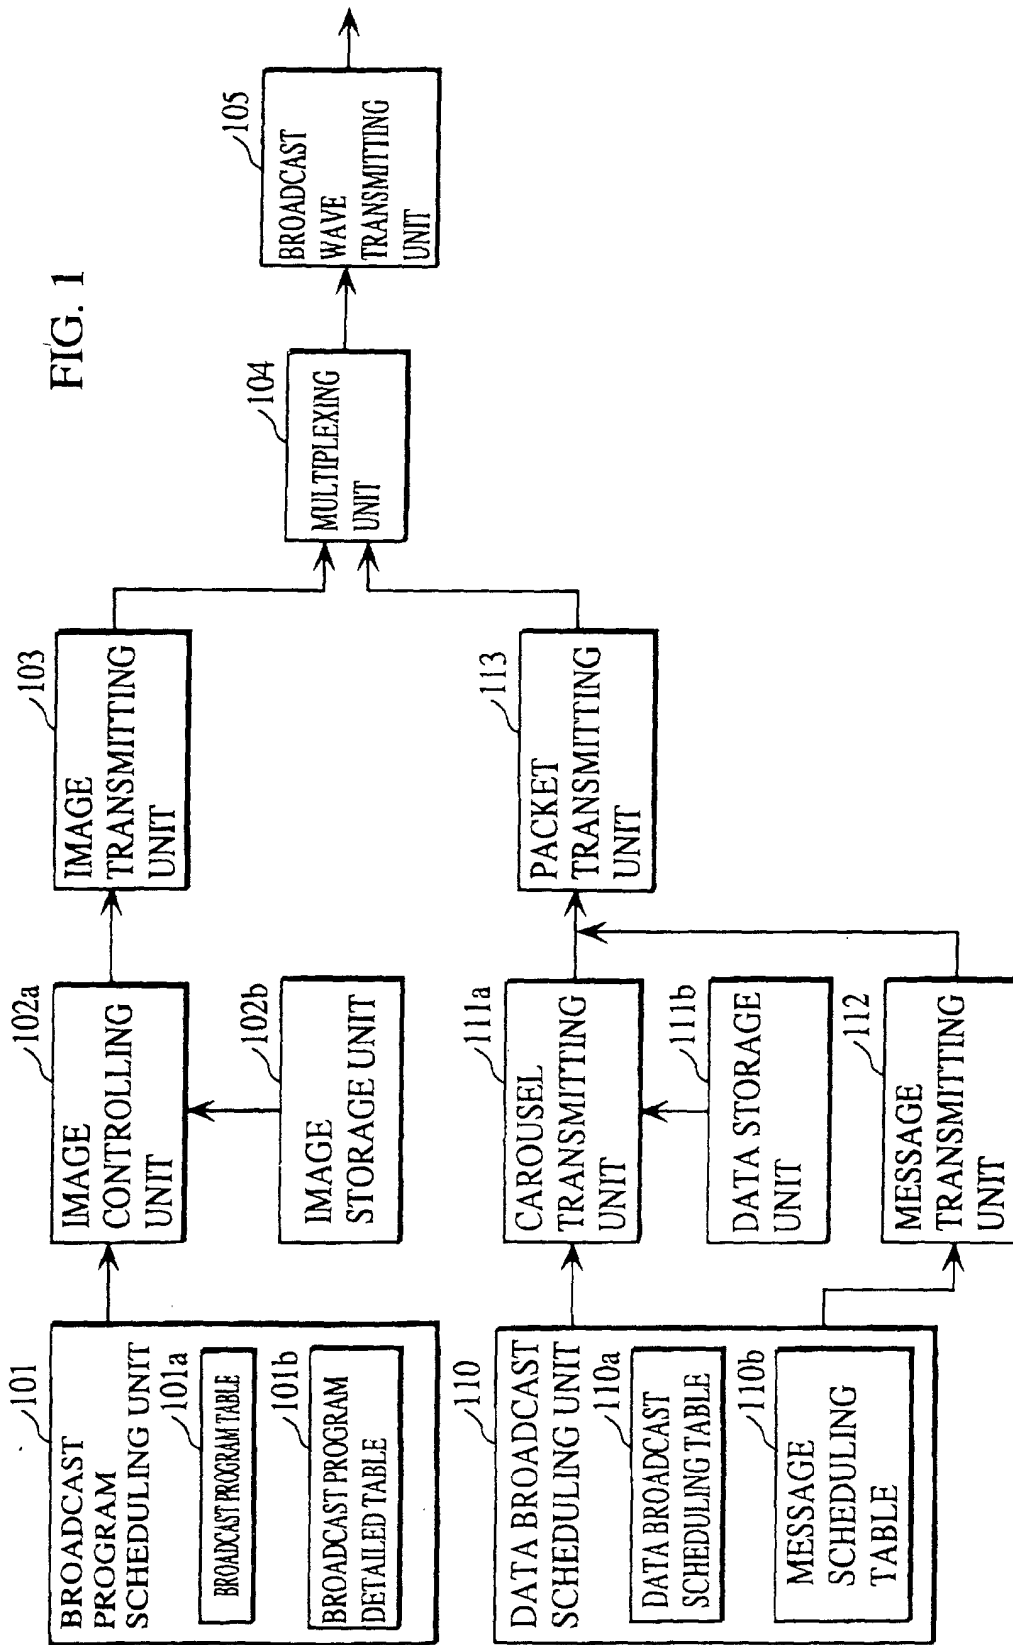 FIG. 1
101
BROADCAST
PROGRAM
SCHEDULING UNIT
101a
BROADCAST PROGRAM TABLE
101b
BROADCAST PROGRAM
DETAILED TABLE
102a
IMAGE
CONTROLLING
UNIT
102b
IMAGE
STORAGE UNIT
103
IMAGE
TRANSMITTING
UNIT
104
MULTIPLEXING
UNIT
105
BROADCAST
WAVE
TRANSMITTING
UNIT
110
DATA BROADCAST
SCHEDULING UNIT
110a
DATA BROADCAST
SCHEDULING TABLE
110b
MESSAGE
SCHEDULING
TABLE
111a
CAROUSEL
TRANSMITTING
UNIT
111b
DATA STORAGE
UNIT
112
MESSAGE
TRANSMITTING
UNIT
113
PACKET
TRANSMITTING
UNIT